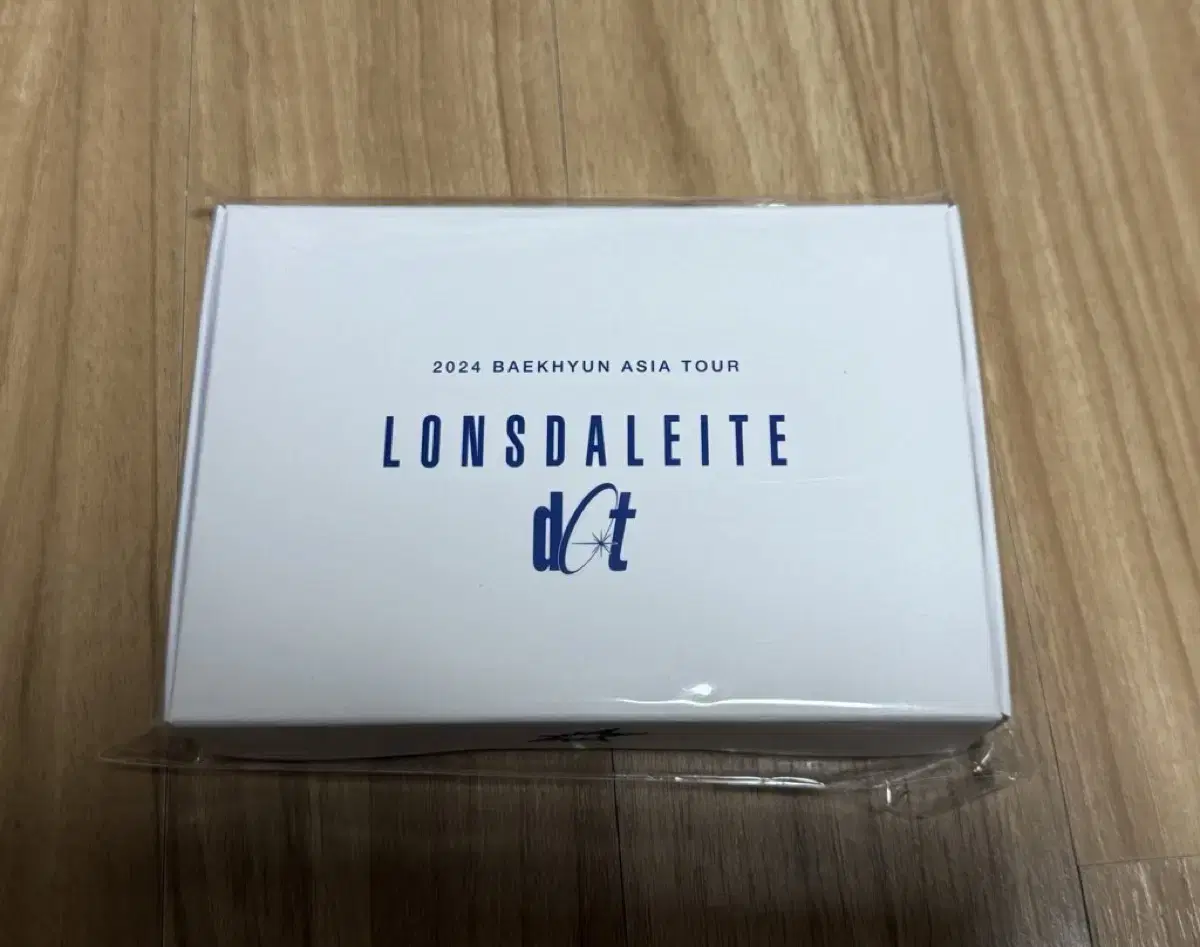 2024 BAEKHYUN ASIA TOUR
LONSDALEITE
dot